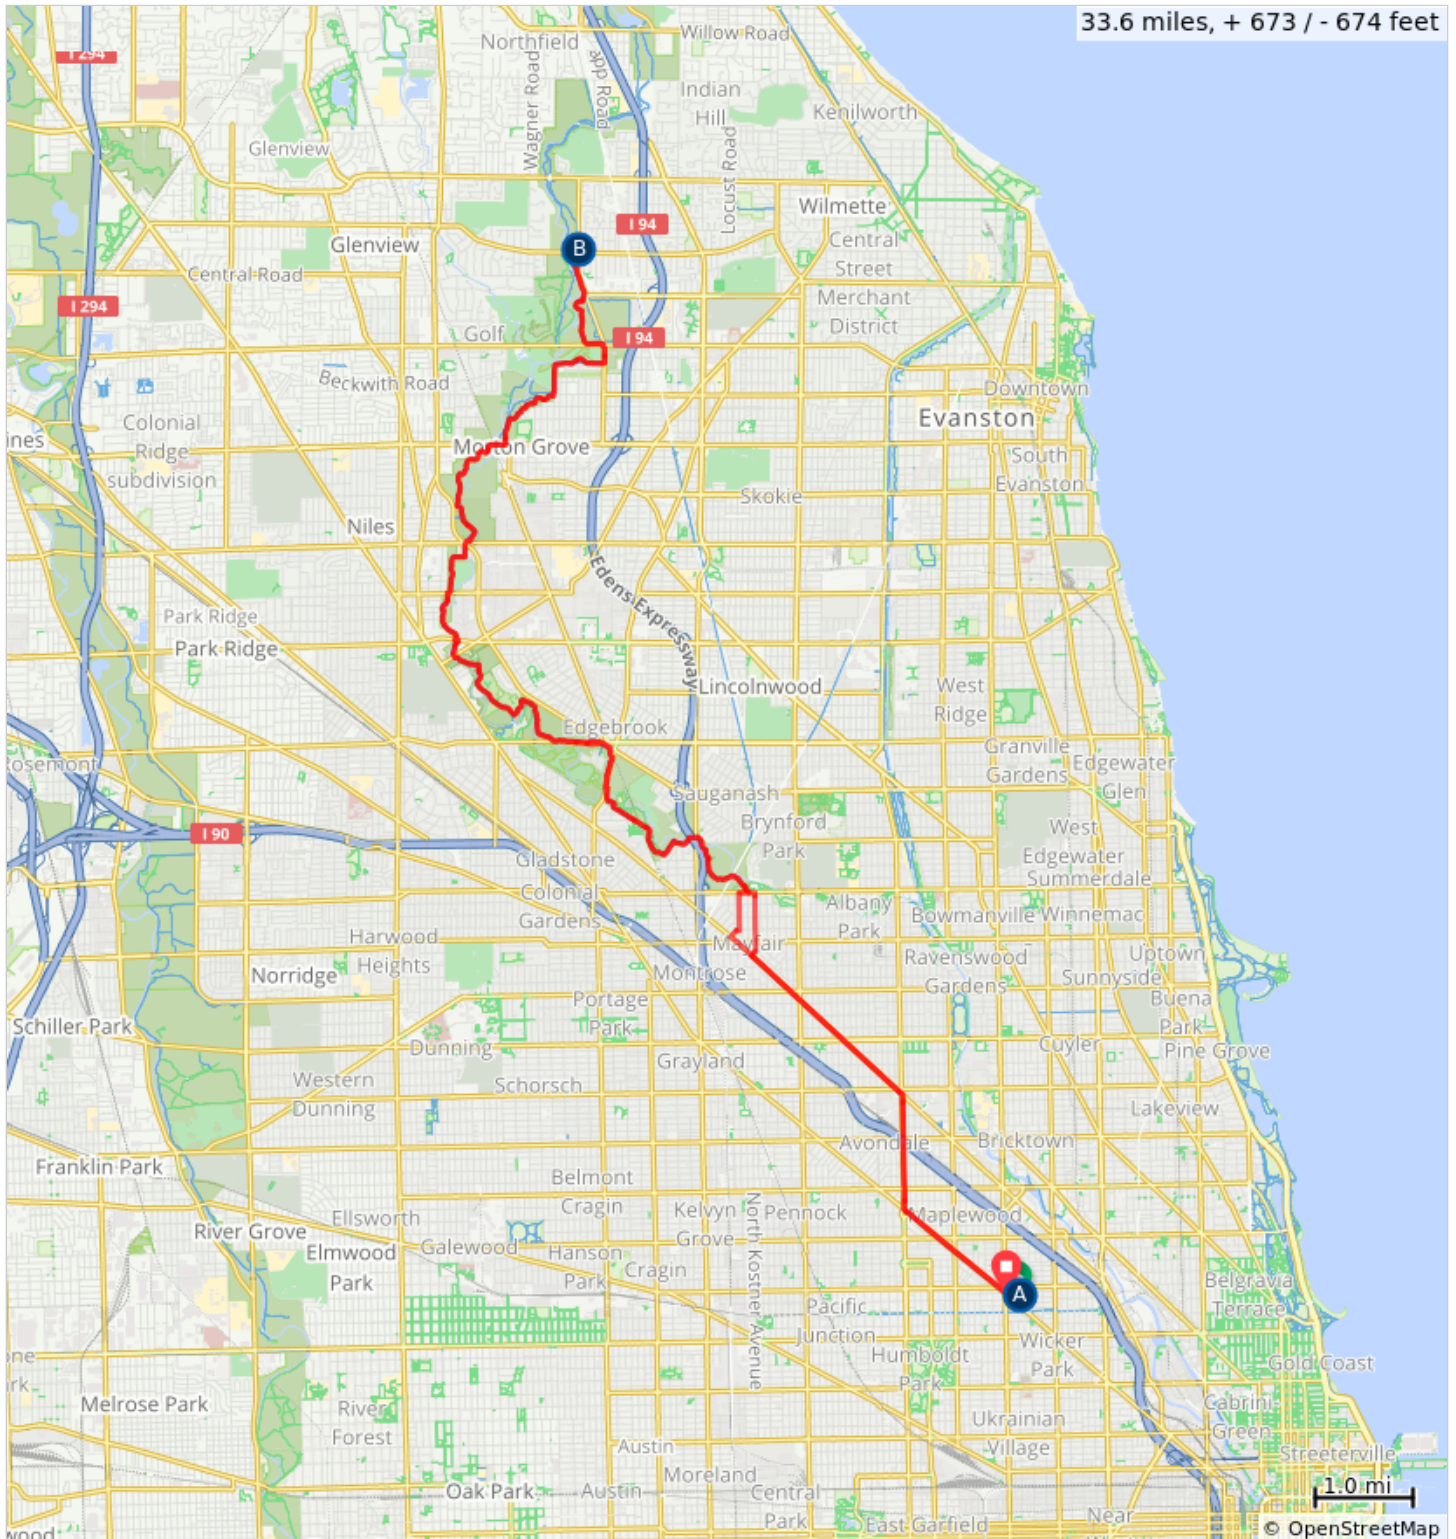 33.6 miles, + 673 / - 674 feet
Northfield
Willow Road
I 294
Wagner Road
app Road
Indian
Hill
Kenilworth
Glenview
Locust Road
Wilmette
I 94
Glenview
B
Central
Street
Central Road
I 294
Merchant
District
Golf
I 94
Beckwith Road
Downtown
Evanston
Colonial
Ridge
subdivision
ines
Morton Grove
South
Evanston
Skokie
Niles
Edens Expressway
Park Ridge
Park Ridge
Lincolnwood
West
Ridge
Edgebrook
Granville
Gardens
Edgewater
Glen
Rosemont
Sauganash
Brynford
Park
I 90
West
Edgewater
Gladstone
Summerdale
Colonial
Gardens
Albany
Park
Bowmanville
Winnemac
Harwood
Heights
Mayfair
Uptown
Norridge
Montrose
Ravenswood
Gardens
Sunnyside
Portage
Park
Buena
Park
Schiller Park
Dunning
Grayland
Cuyler
Pine Grove
Western
Dunning
Schorsch
Lakeview
Avondale
Bricktown
Franklin Park
Belmont
Cragin
North Kostner Avenue
Kelvyn
Grove
Pennock
Maplewood
River Grove
Ellsworth
Elmwood
Park
Galewood
Hanson
Park
Cragin
A
Belgravia
Terrace
Pacific
Junction
Wicker
Park
one
Humboldt
Park
Gold Coast
rk
Melrose Park
River
Forest
Cabrini-
Green
Ukrainian
Village
Austin
Streeterville
Moreland
Oak Park
Austin
Central
Park
1.0 mi
Near
East Garfield
wood
© OpenStreetMap